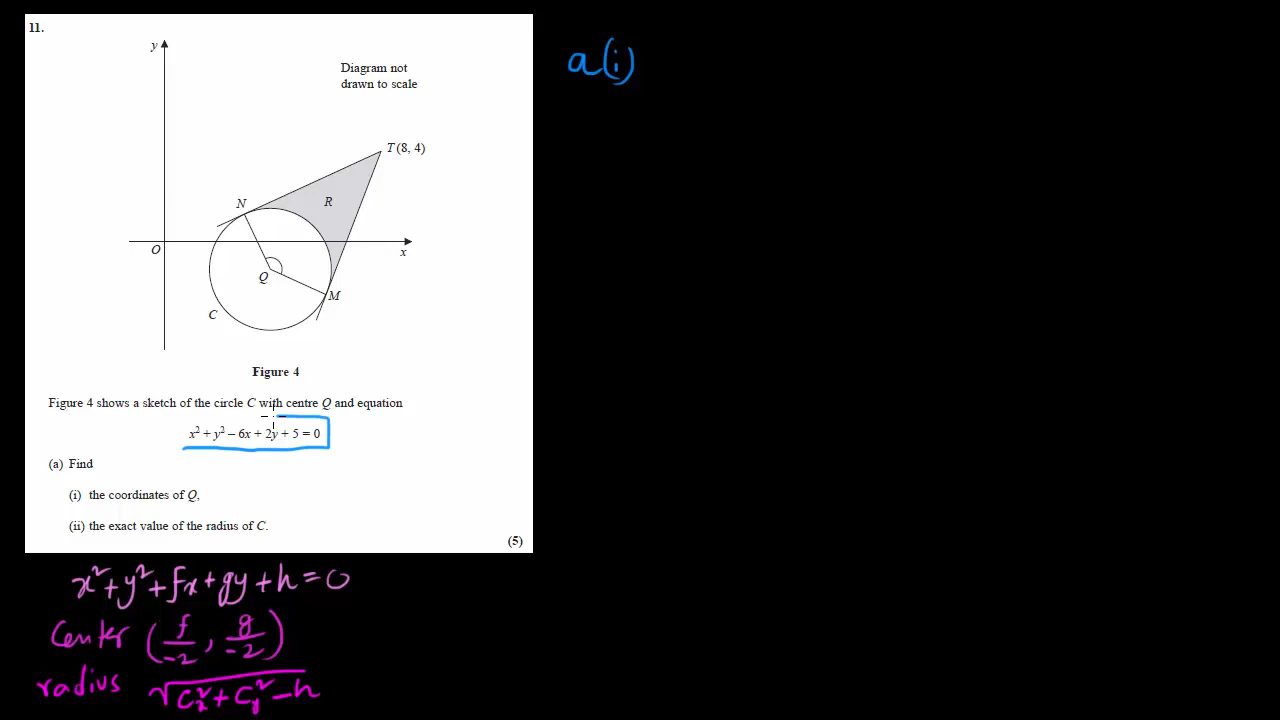 11.
y
Diagram not
drawn to scale
T (8, 4)
N
R
O
x
Q
M
C
Figure 4
Figure 4 shows a sketch of the circle C with centre Q and equation
x² + y² – 6x + 2y + 5 = 0
(a) Find
(i) the coordinates of Q,
(ii) the exact value of the radius of C.
(5)
a(i)
x²+y²+fx+gy+h=0
Center (f/-2, g/-2)
radius √(Cx²+Cy²-h)